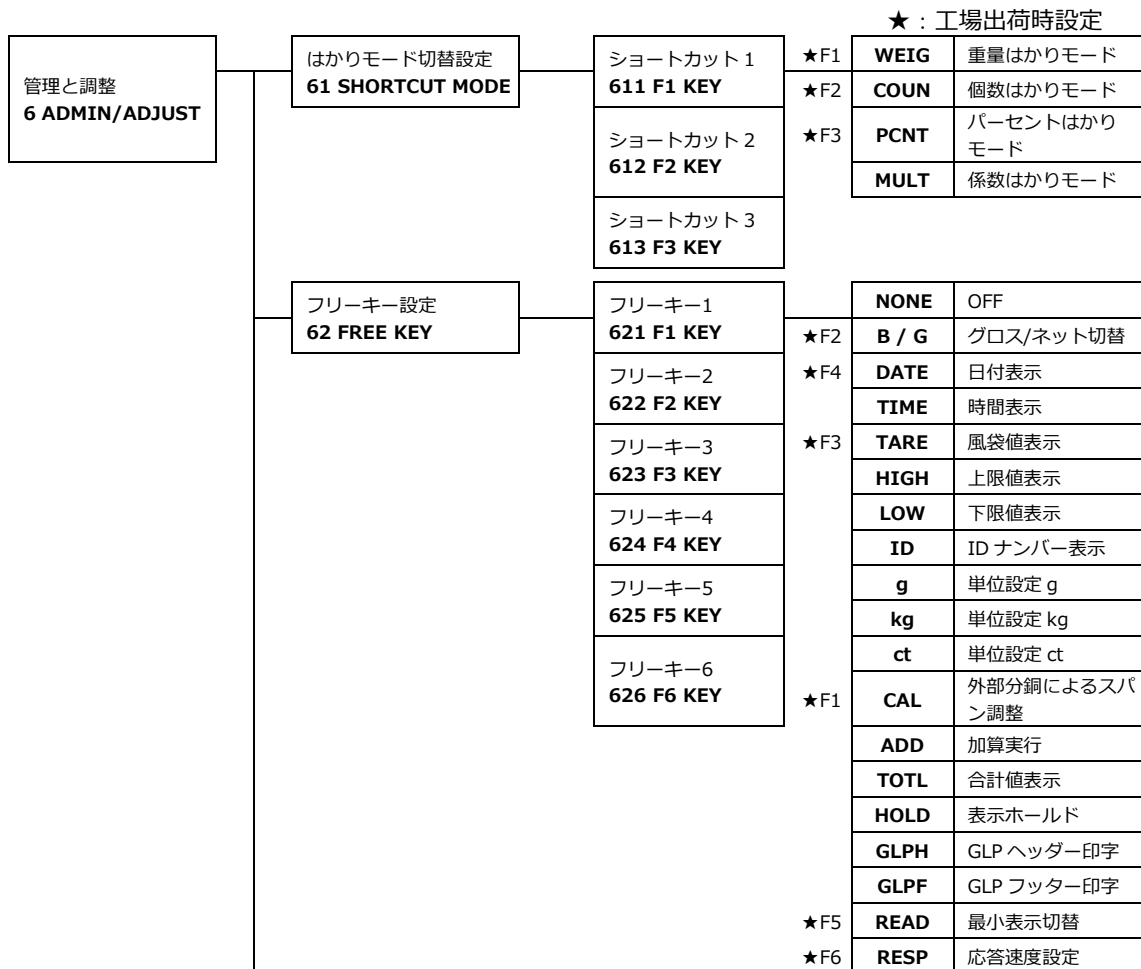 ★：工場出荷時設定
管理と調整
6 ADMIN/ADJUST
はかりモード切替設定
61 SHORTCUT MODE
ショートカット 1
611 F1 KEY
ショートカット 2
612 F2 KEY
ショートカット 3
613 F3 KEY
★F1 WEIG 重量はかりモード
★F2 COUN 個数はかりモード
★F3 PCNT パーセントはかり
モード
MULT 係数はかりモード
フリーキー設定
62 FREE KEY
フリーキー1
621 F1 KEY
フリーキー2
622 F2 KEY
フリーキー3
623 F3 KEY
フリーキー4
624 F4 KEY
フリーキー5
625 F5 KEY
フリーキー6
626 F6 KEY
NONE OFF
★F2 B / G グロス/ネット切替
★F4 DATE 日付表示
TIME 時間表示
★F3 TARE 風袋値表示
HIGH 上限値表示
LOW 下限値表示
ID ID ナンバー表示
g 単位設定 g
kg 単位設定 kg
ct 単位設定 ct
★F1 CAL 外部分銅によるスパ
ン調整
ADD 加算実行
TOTL 合計値表示
HOLD 表示ホールド
GLPH GLP ヘッダー印字
GLPF GLP フッター印字
★F5 READ 最小表示切替
★F6 RESP 応答速度設定